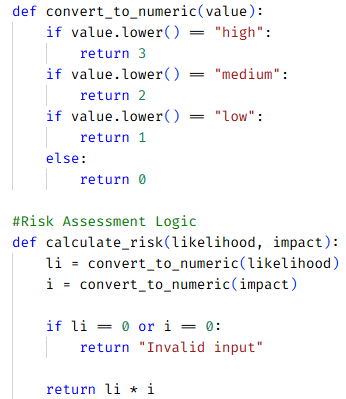 def convert_to_numeric(value):
    if value.lower() == "high":
        return 3
    if value.lower() == "medium":
        return 2
    if value.lower() == "low":
        return 1
    else:
        return 0

#Risk Assessment Logic
def calculate_risk(likelihood, impact):
    li = convert_to_numeric(likelihood)
    i = convert_to_numeric(impact)

    if li == 0 or i == 0:
        return "Invalid input"

    return li * i